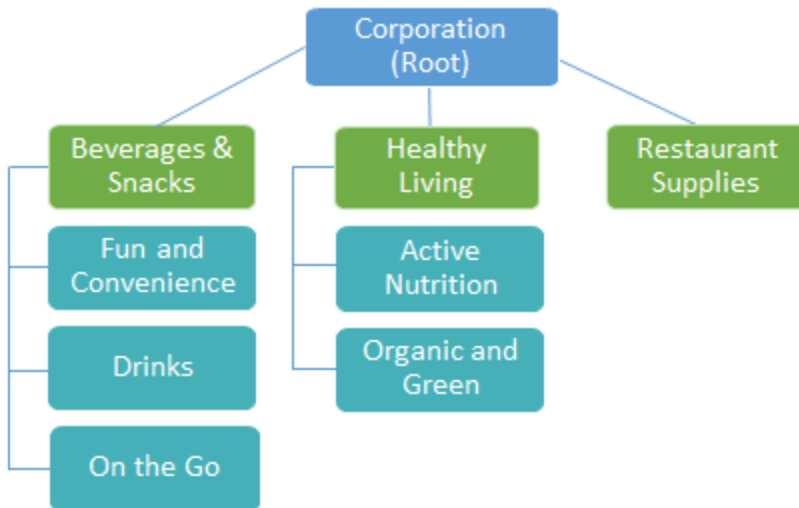 Corporation
(Root)
Beverages &
Snacks
Fun and
Convenience
Drinks
On the Go
Healthy
Living
Active
Nutrition
Organic and
Green
Restaurant
Supplies